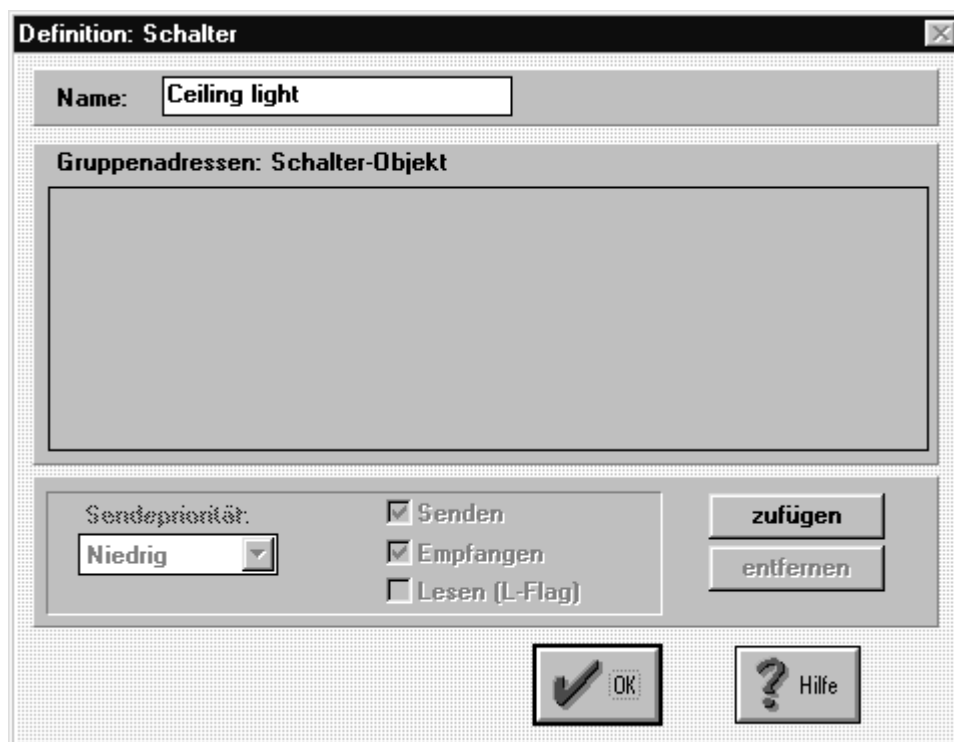 Definition: Schalter
Name: Ceiling light
Gruppenadressen: Schalter-Objekt
Sendepriorität:
Niedrig
Senden
Empfangen
Lesen (L-Flag)
zufügen
entfernen
OK
Hilfe